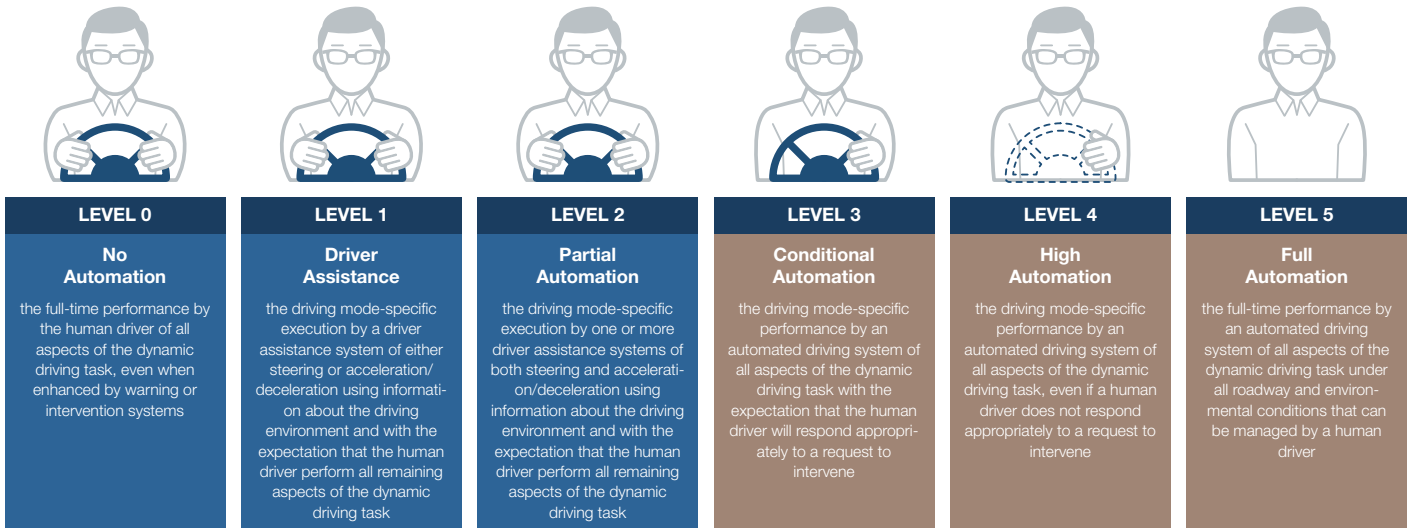 LEVEL 0
No
Automation
the full-time performance by
the human driver of all
aspects of the dynamic
driving task, even when
enhanced by warning or
intervention systems
LEVEL 1
Driver
Assistance
the driving mode-specific
execution by a driver
assistance system of either
steering or acceleration/
deceleration using informati-
on about the driving
environment and with the
expectation that the human
driver perform all remaining
aspects of the dynamic
driving task
LEVEL 2
Partial
Automation
the driving mode-specific
execution by one or more
driver assistance systems of
both steering and accelerati-
on/deceleration using
information about the driving
environment and with the
expectation that the human
driver perform all remaining
aspects of the dynamic
driving task
LEVEL 3
Conditional
Automation
the driving mode-specific
performance by an
automated driving system of
all aspects of the dynamic
driving task with the
expectation that the human
driver will respond appropri-
ately to a request to
intervene
LEVEL 4
High
Automation
the driving mode-specific
performance by an
automated driving system of
all aspects of the dynamic
driving task, even if a human
driver does not respond
appropriately to a request to
intervene
LEVEL 5
Full
Automation
the full-time performance by
an automated driving
system of all aspects of the
dynamic driving task under
all roadway and environ-
mental conditions that can
be managed by a human
driver